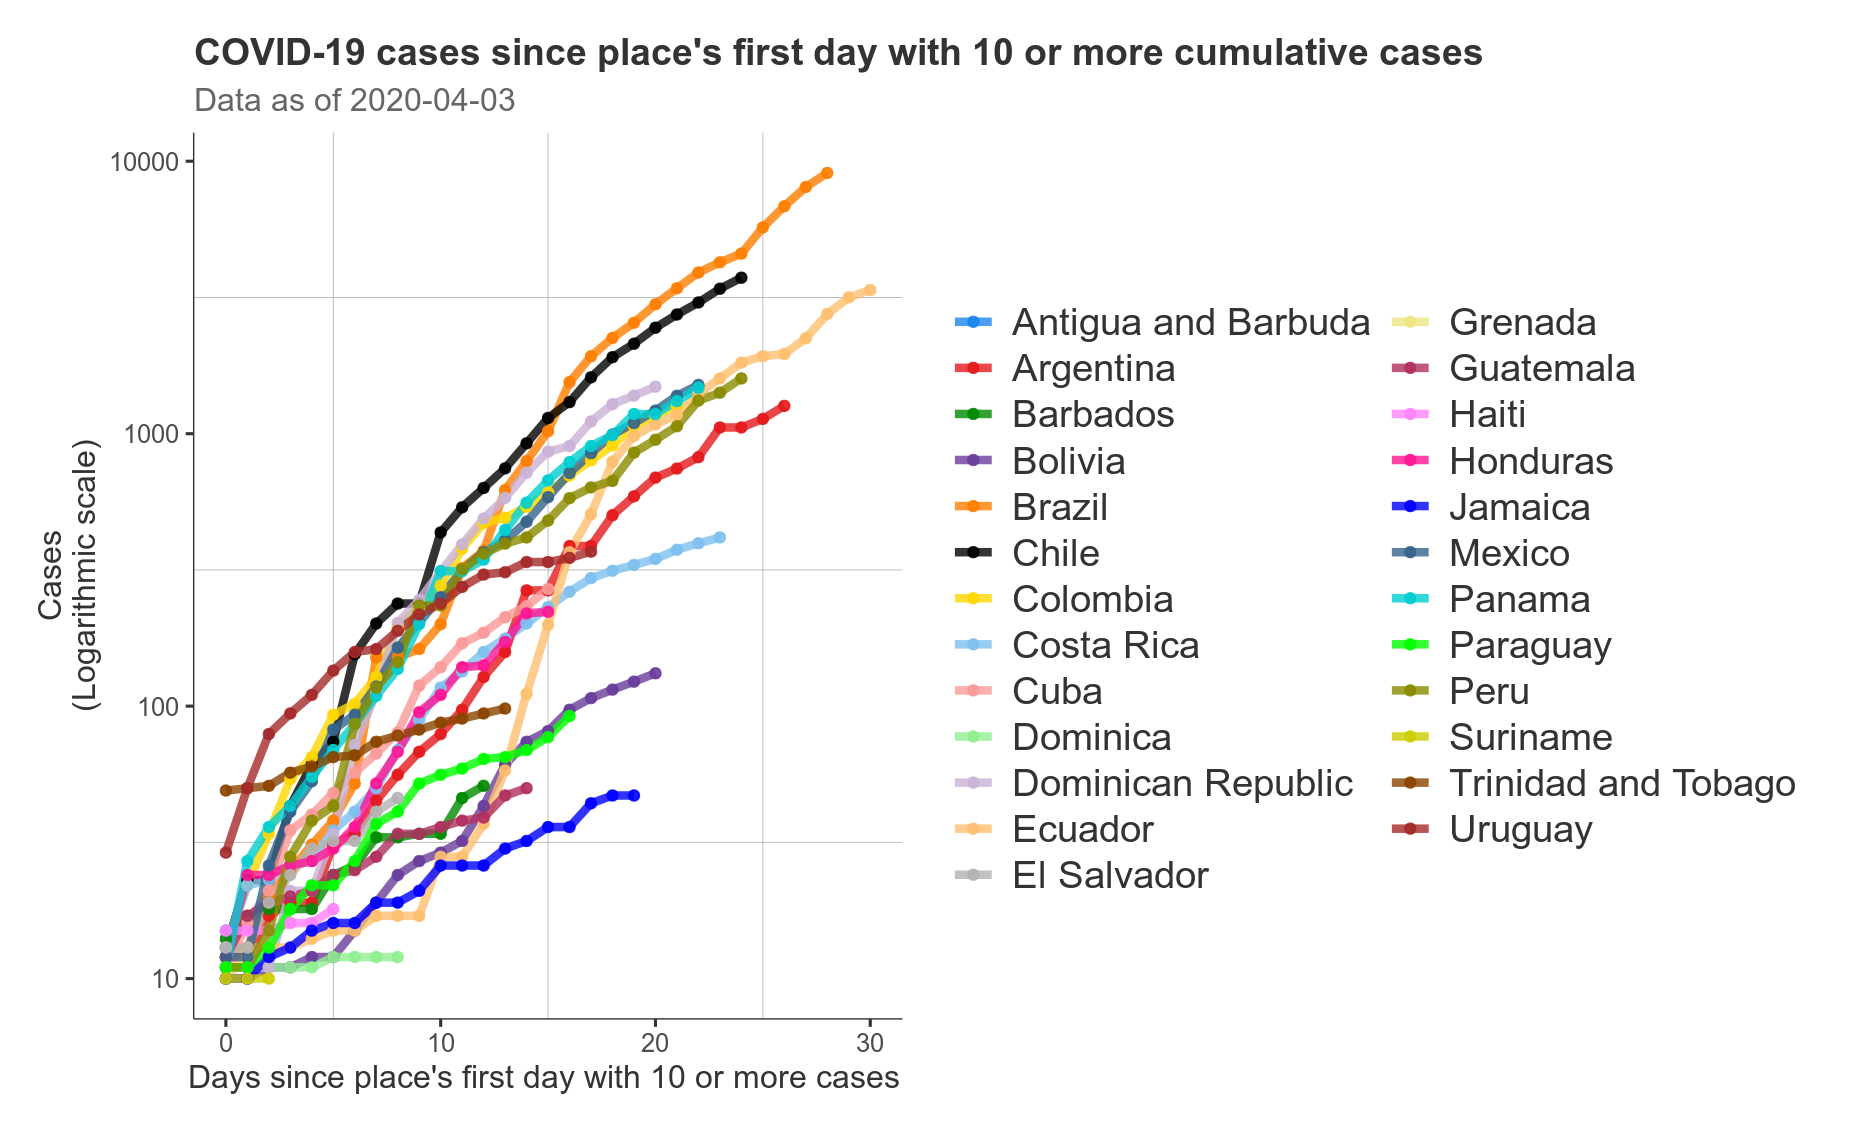 COVID-19 cases since place's first day with 10 or more cumulative cases
Data as of 2020-04-03
Cases
(Logarithmic scale)
10000
1000
100
10
0
10
20
30
Days since place's first day with 10 or more cases
Antigua and Barbuda
Argentina
Barbados
Bolivia
Brazil
Chile
Colombia
Costa Rica
Cuba
Dominica
Dominican Republic
Ecuador
El Salvador
Grenada
Guatemala
Haiti
Honduras
Jamaica
Mexico
Panama
Paraguay
Peru
Suriname
Trinidad and Tobago
Uruguay